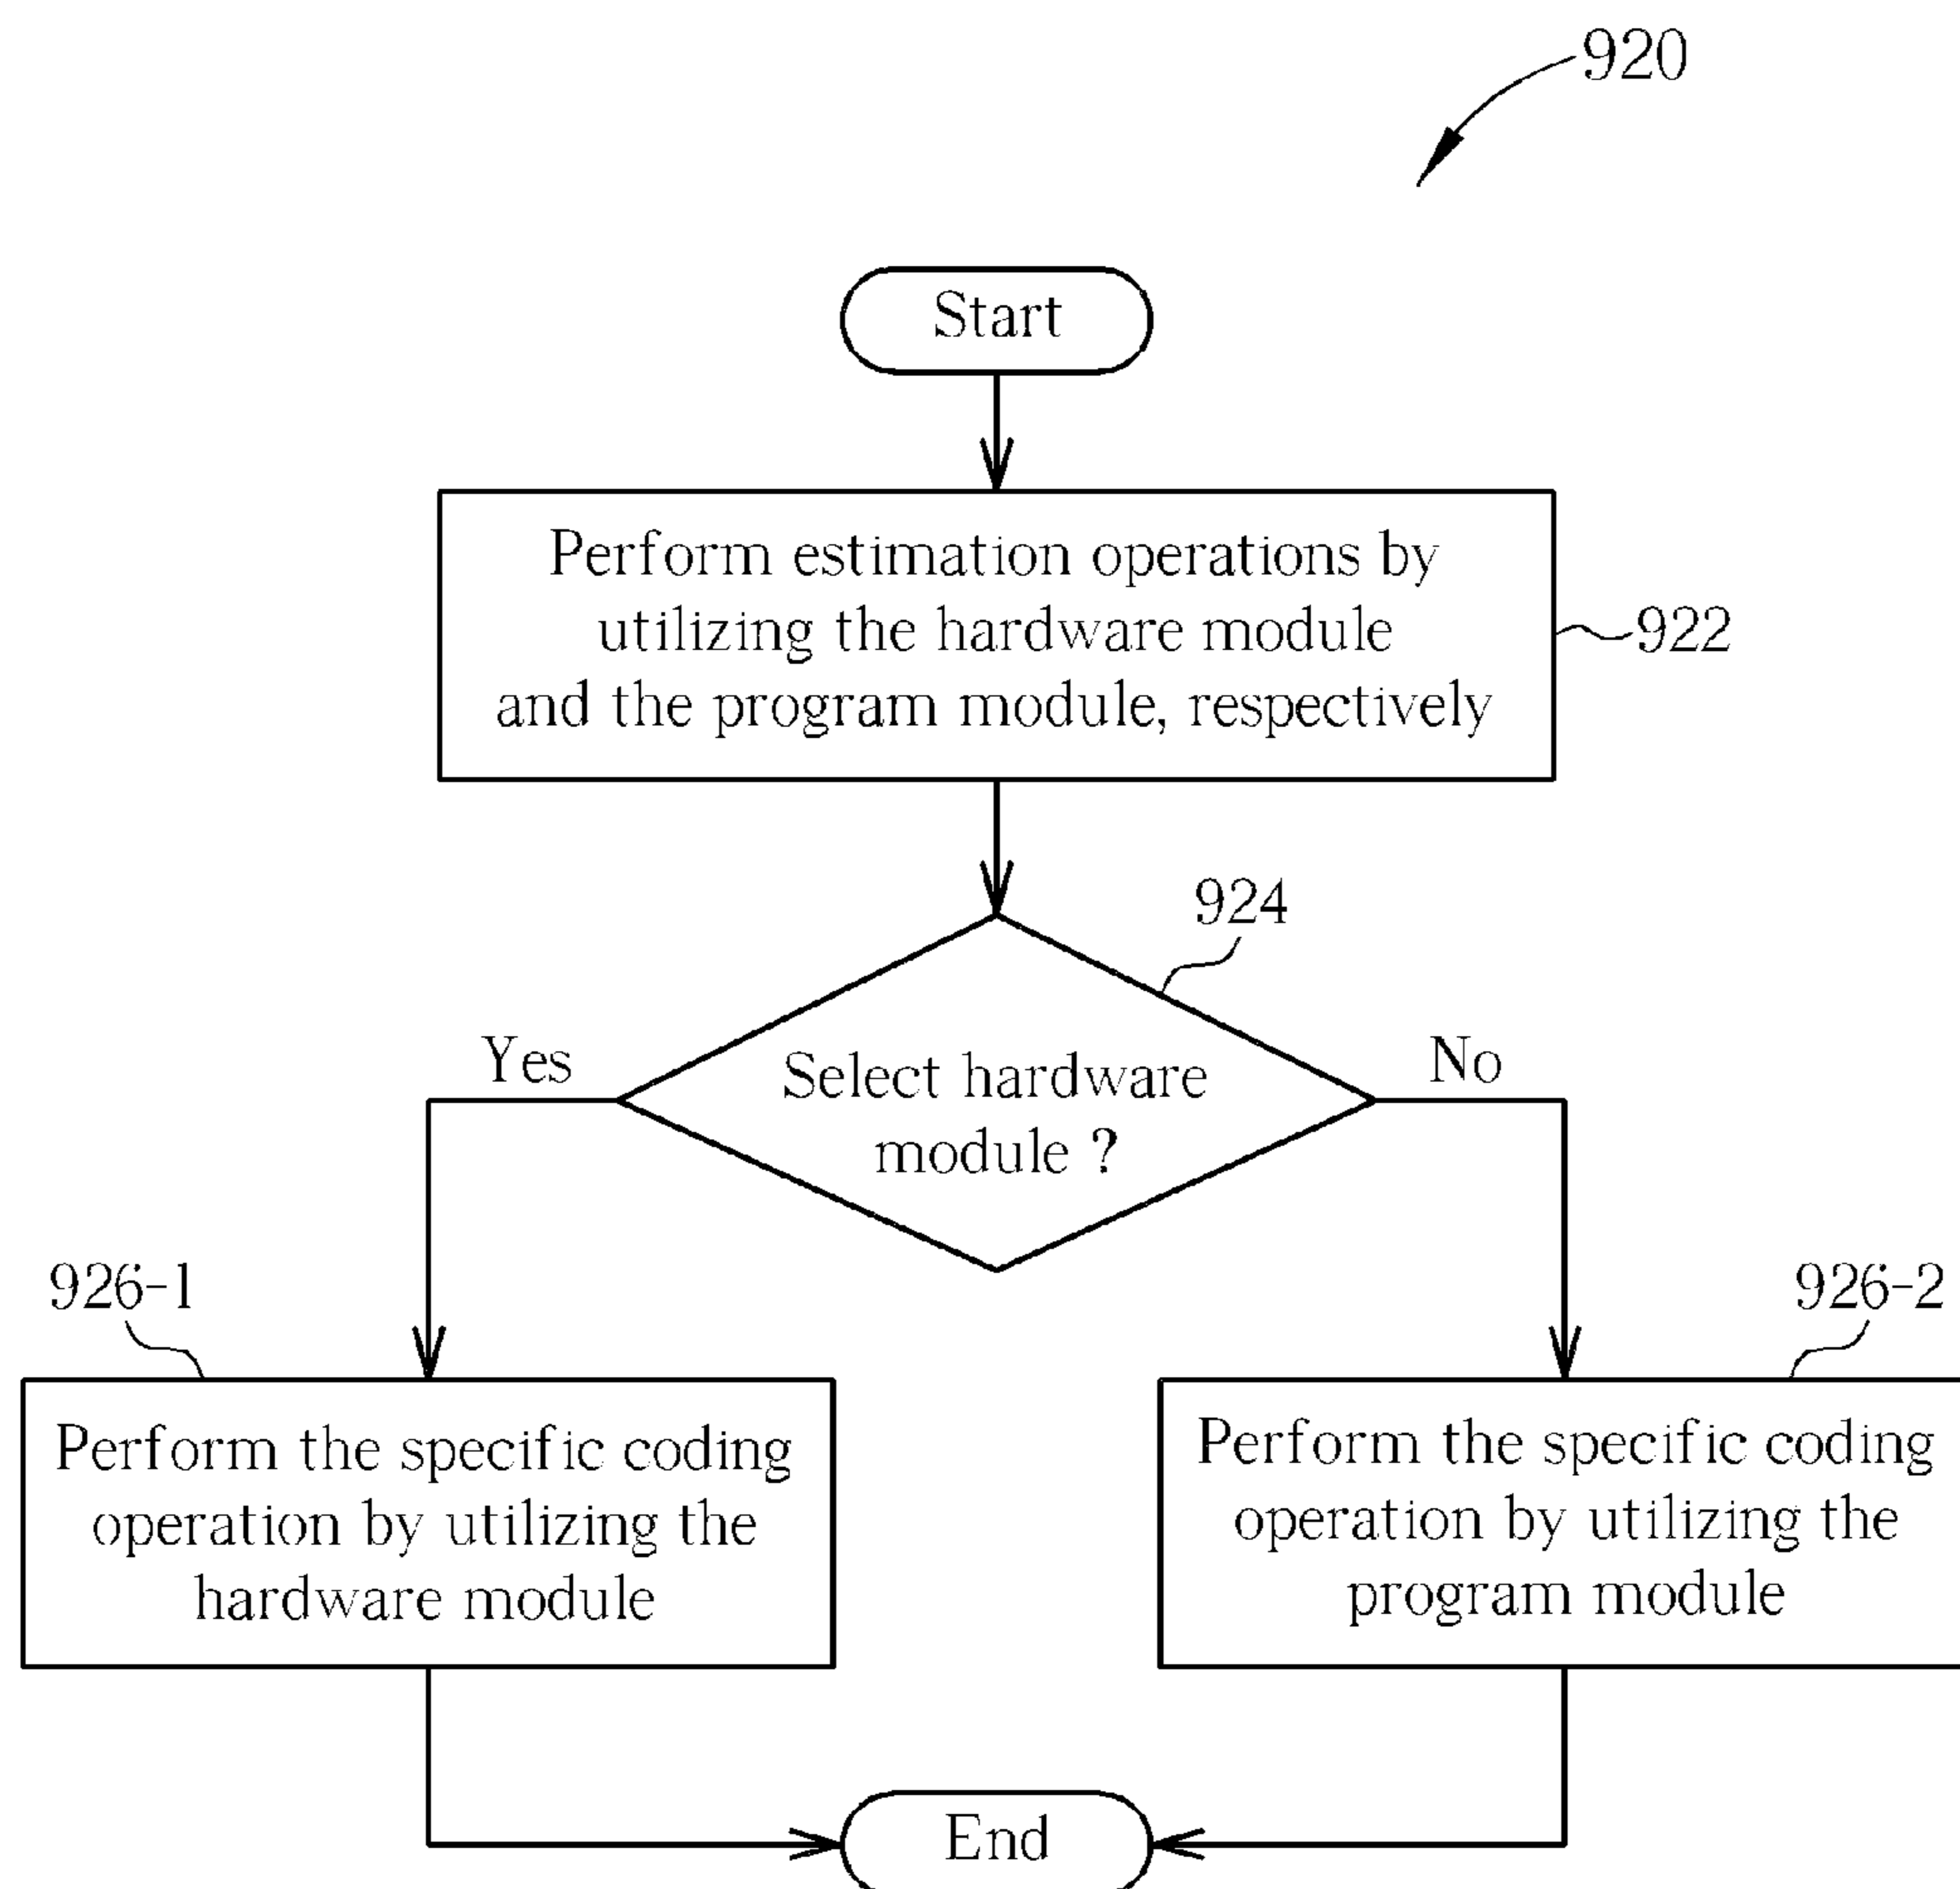 920
Start
Perform estimation operations by
utilizing the hardware module
and the program module, respectively
922
924
Yes
No
Select hardware
module ?
926-1
926-2
Perform the specific coding
operation by utilizing the
hardware module
Perform the specific coding
operation by utilizing the
program module
End